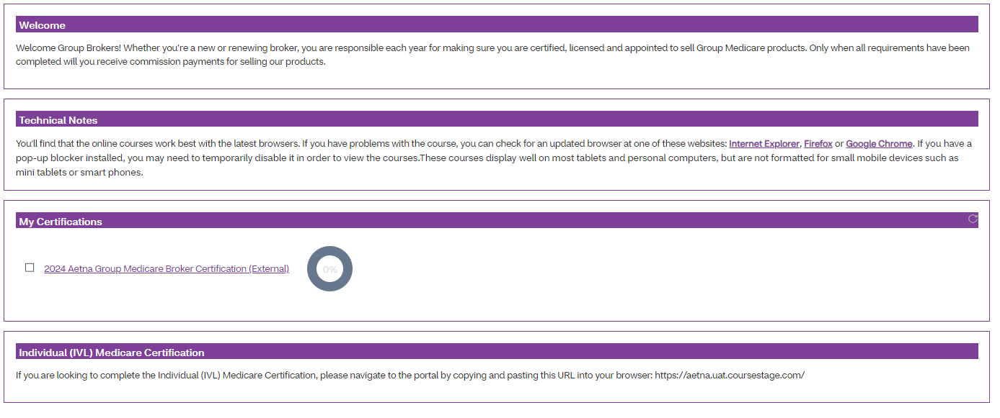 Welcome
Welcome Group Brokers! Whether you're a new or renewing broker, you are responsible each year for making sure you are certified, licensed and appointed to sell Group Medicare products. Only when all requirements have been
completed will you receive commission payments for selling our products.
Technical Notes
You'll find that the online courses work best with the latest browsers. If you have problems with the course, you can check for an updated browser at one of these websites: Internet Explorer, Firefox or Google Chrome. If you have a
pop-up blocker installed, you may need to temporarily disable it in order to view the courses.These courses display well on most tablets and personal computers, but are not formatted for small mobile devices such as
mini tablets or smart phones.
My Certifications
2024 Aetna Group Medicare Broker Certification (External)
0%
Individual (IVL) Medicare Certification
If you are looking to complete the Individual (IVL) Medicare Certification, please navigate to the portal by copying and pasting this URL into your browser: https://aetna.uat.coursestage.com/